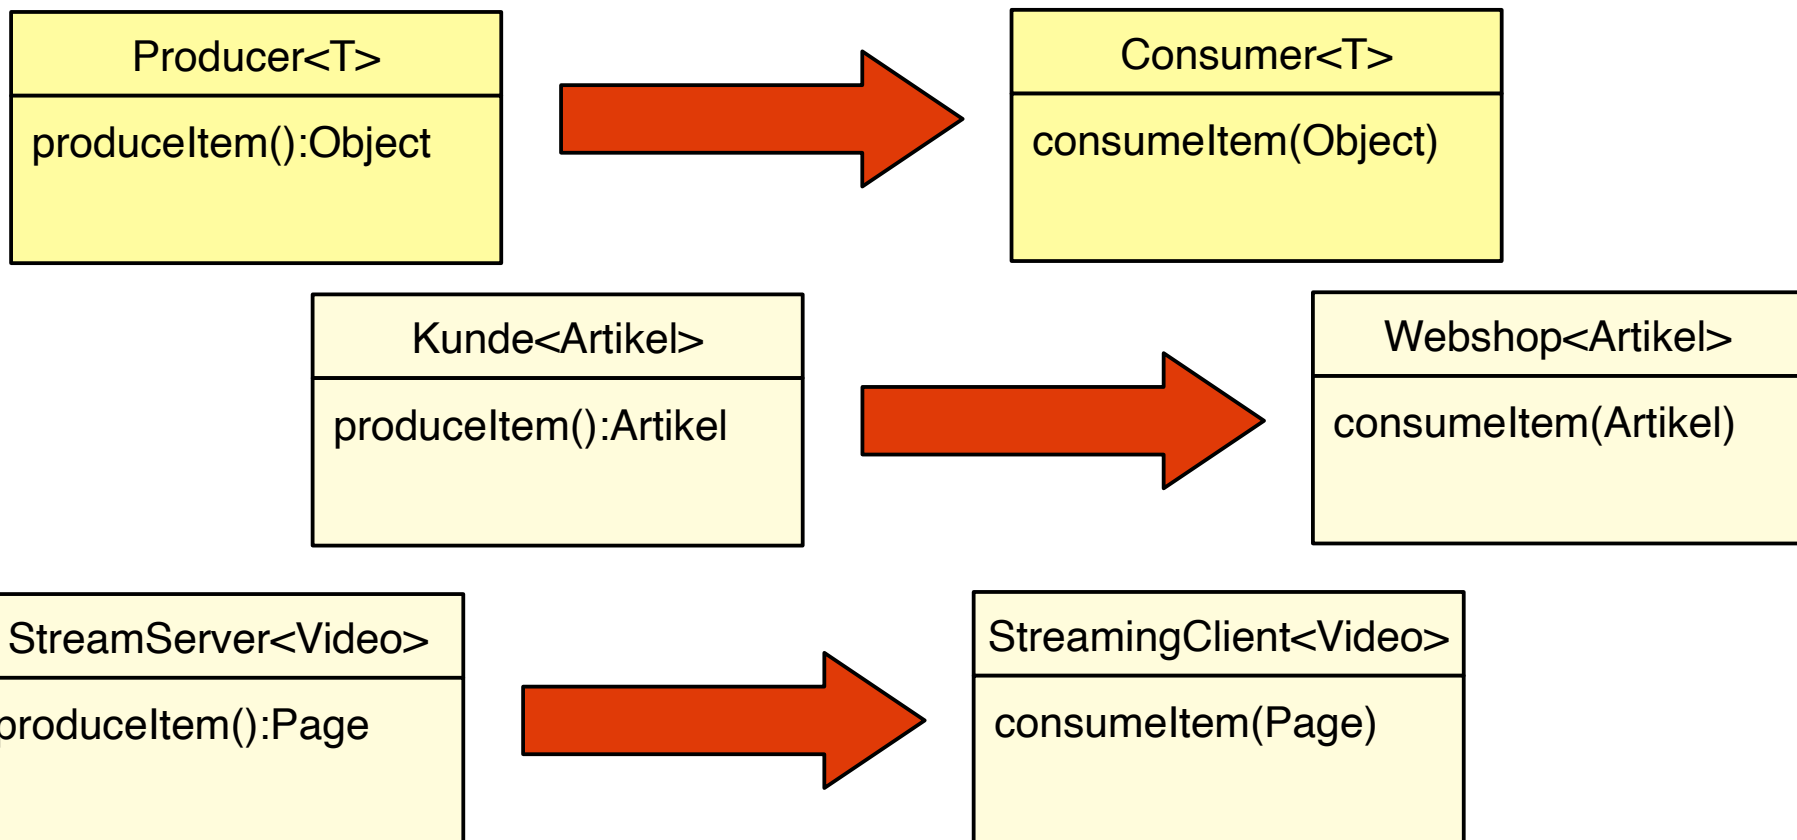 Producer<T>
produceItem():Object
Consumer<T>
consumeItem(Object)
Kunde<Artikel>
produceItem():Artikel
Webshop<Artikel>
consumeItem(Artikel)
StreamServer<Video>
produceItem():Page
StreamingClient<Video>
consumeItem(Page)